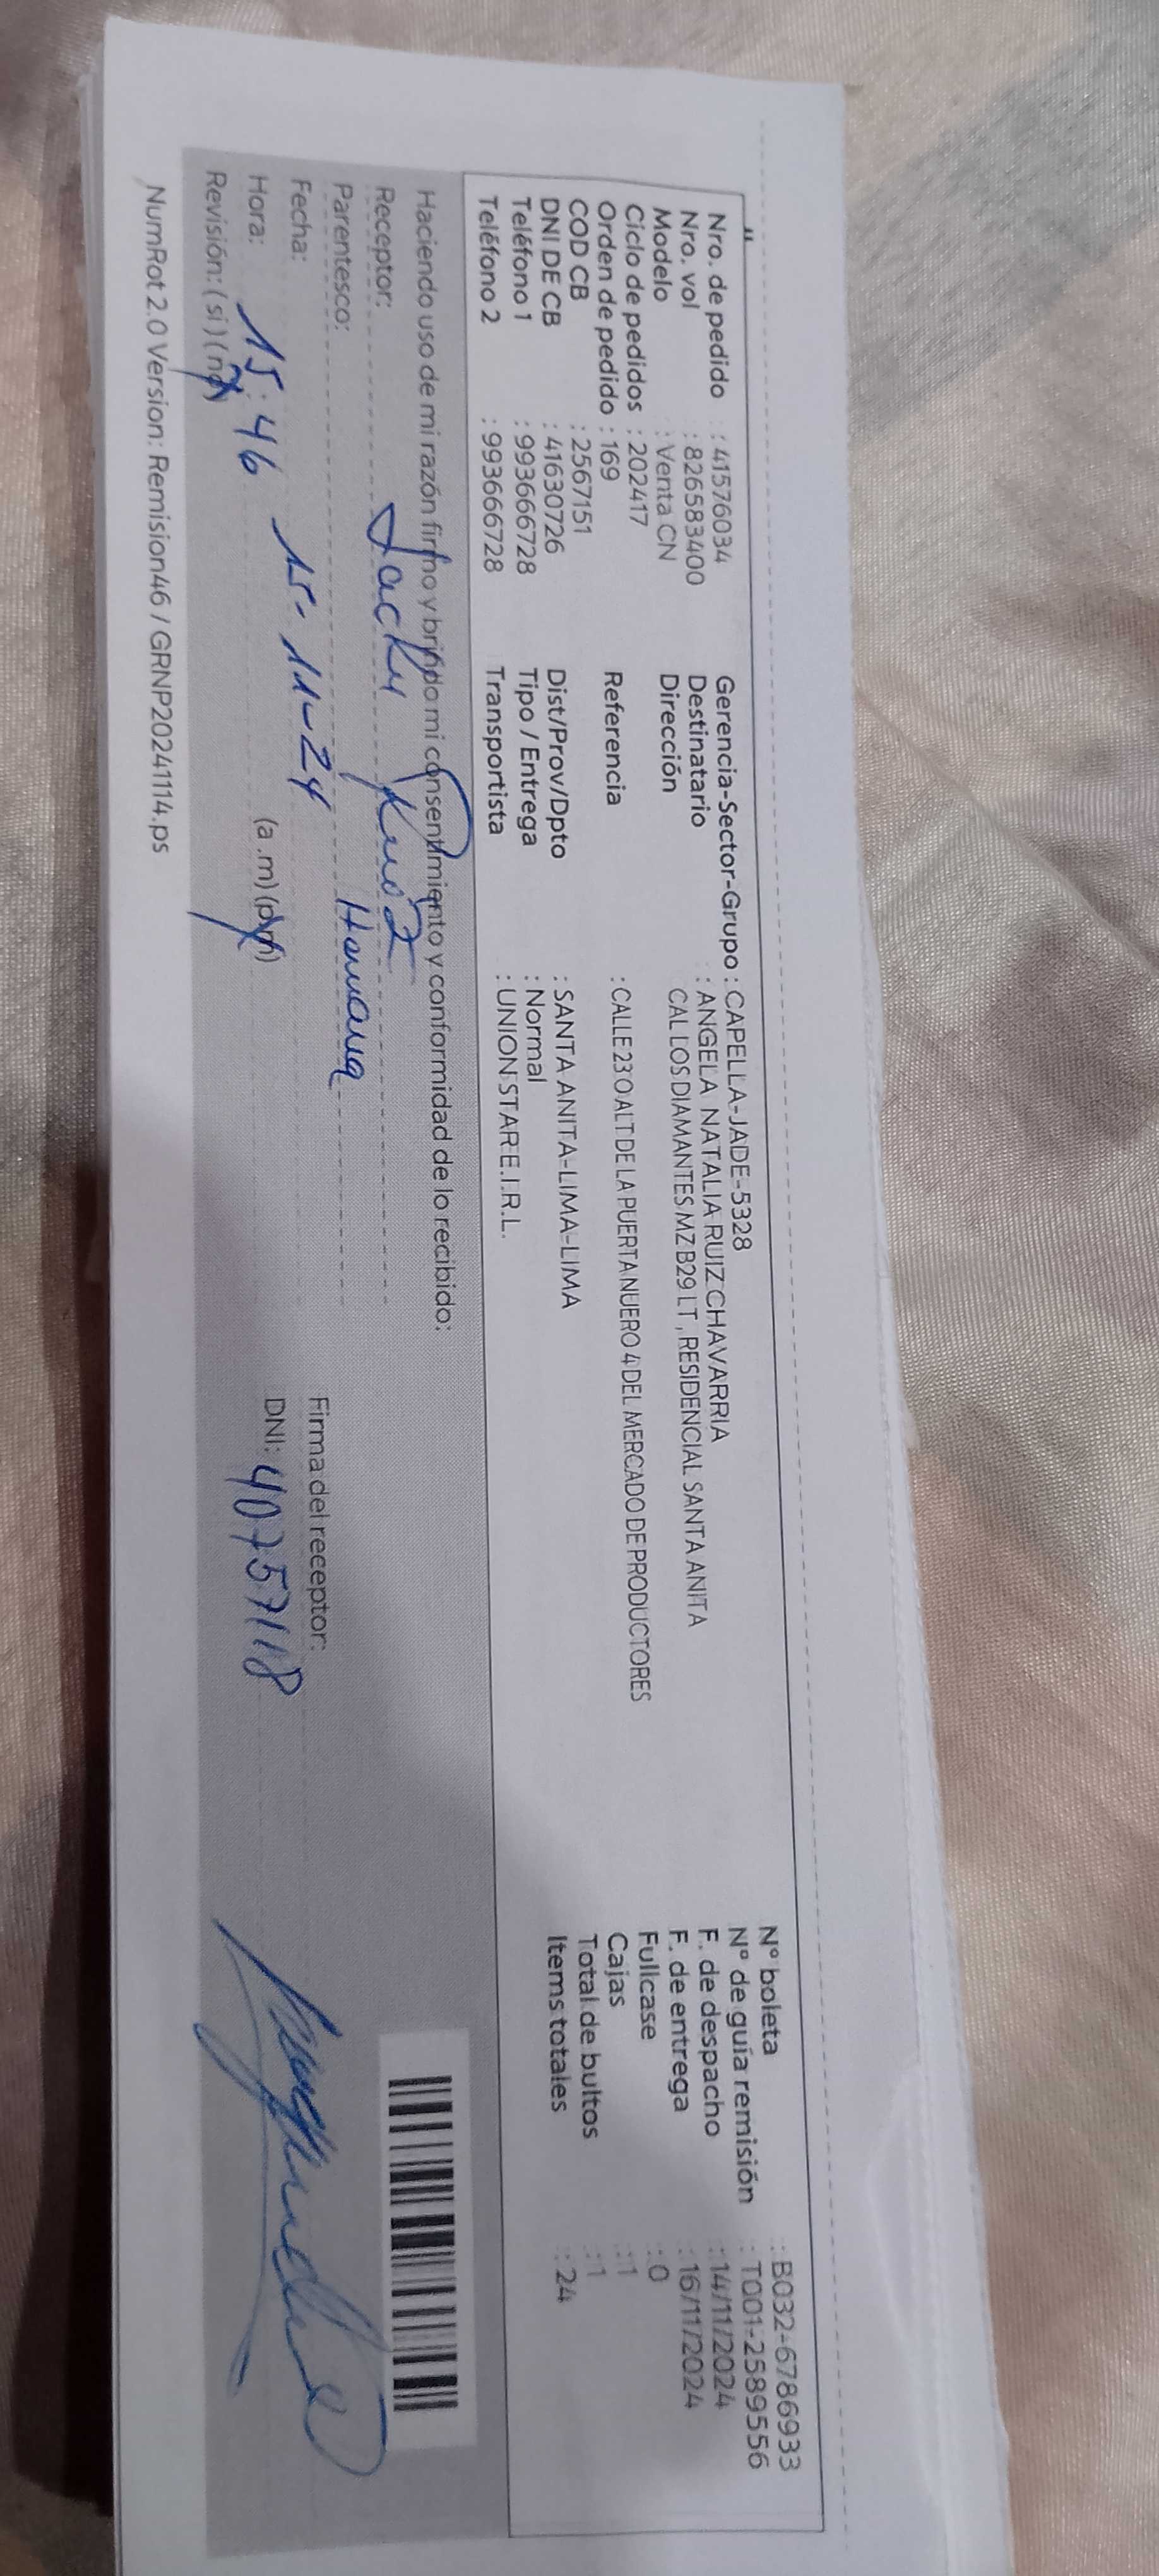 Nro. de pedido : 41576034
Nro. vol : 826583400
Modelo : Venta CN
Ciclo de pedidos : 202417
Orden de pedido : 169
COD CB : 2567151
DNI DE CB : 41630726
Teléfono 1 : 993666728
Teléfono 2 : 993666728
Gerencia-Sector-Grupo : CAPELLA-JADE-5328
Destinatario : ANGELA NATALIA RUIZ CHAVARRIA
Dirección CAL LOS DIAMANTES MZ B29 LT , RESIDENCIAL SANTA ANITA
Referencia : CALLE 23 O ALT DE LA PUERTA NUERO 4 DEL MERCADO DE PRODUCTORES
Dist/Prov/Dpto : SANTA ANITA-LIMA-LIMA
Tipo / Entrega : Normal
Transportista : UNION STAR E.I.R.L.
N° boleta : B032-6786933
N° de guía remisión : T001-2589556
F. de despacho : 14/11/2024
F. de entrega : 16/11/2024
Fullcase : 0
Cajas : 1
Total de bultos : 1
Items totales : 24
Haciendo uso de mi razón firmo y brindo mi consentimiento y conformidad de lo recibido:
Receptor: Jacky Ruiz
Parentesco: Hermana
Fecha: 15-11-24
Hora: 15:46 (a.m) (p.m)
Revisión: (si) (no)
Firma del receptor:
DNI: 40757118
NumRot 2.0 Version: Remision46 / GRNP20241114.ps